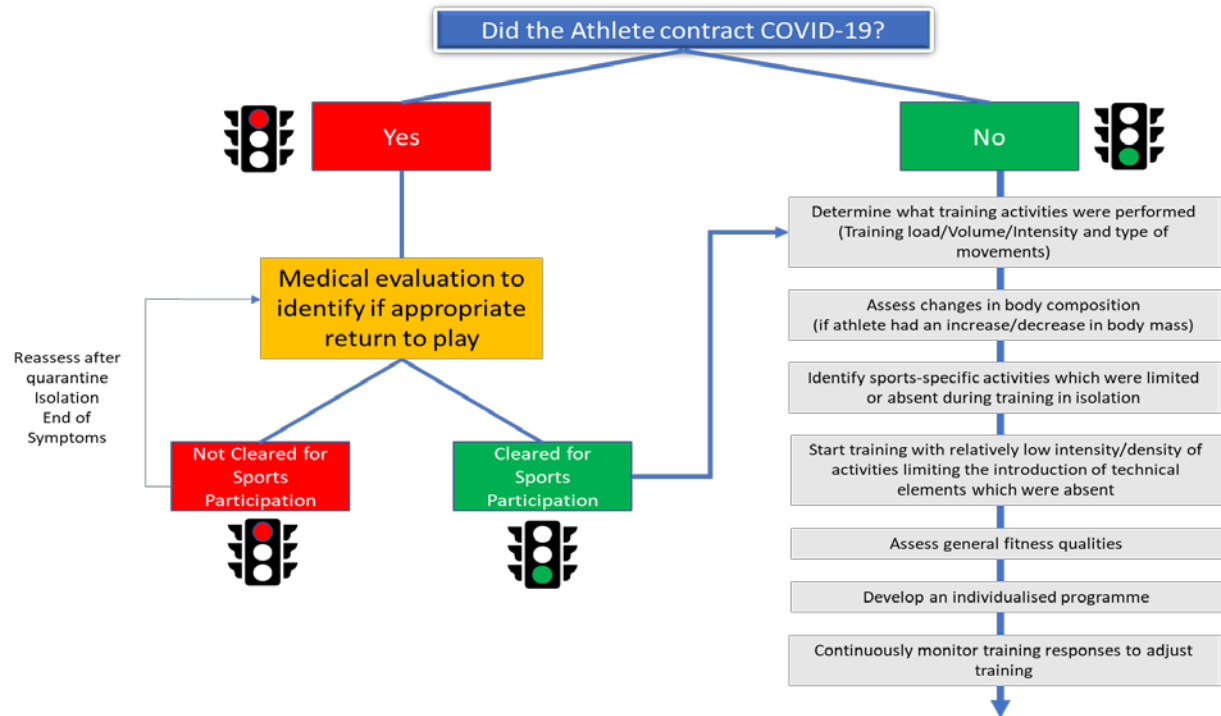 Did the Athlete contract COVID-19?
Yes
No
Medical evaluation to
identify if appropriate
return to play
Reassess after
quarantine
Isolation
End of
Symptoms
Not Cleared for
Sports
Participation
Cleared for
Sports
Participation
Determine what training activities were performed
(Training load/Volume/Intensity and type of
movements)
Assess changes in body composition
(if athlete had an increase/decrease in body mass)
Identify sports-specific activities which were limited
or absent during training in isolation
Start training with relatively low intensity/density of
activities limiting the introduction of technical
elements which were absent
Assess general fitness qualities
Develop an individualised programme
Continuously monitor training responses to adjust
training